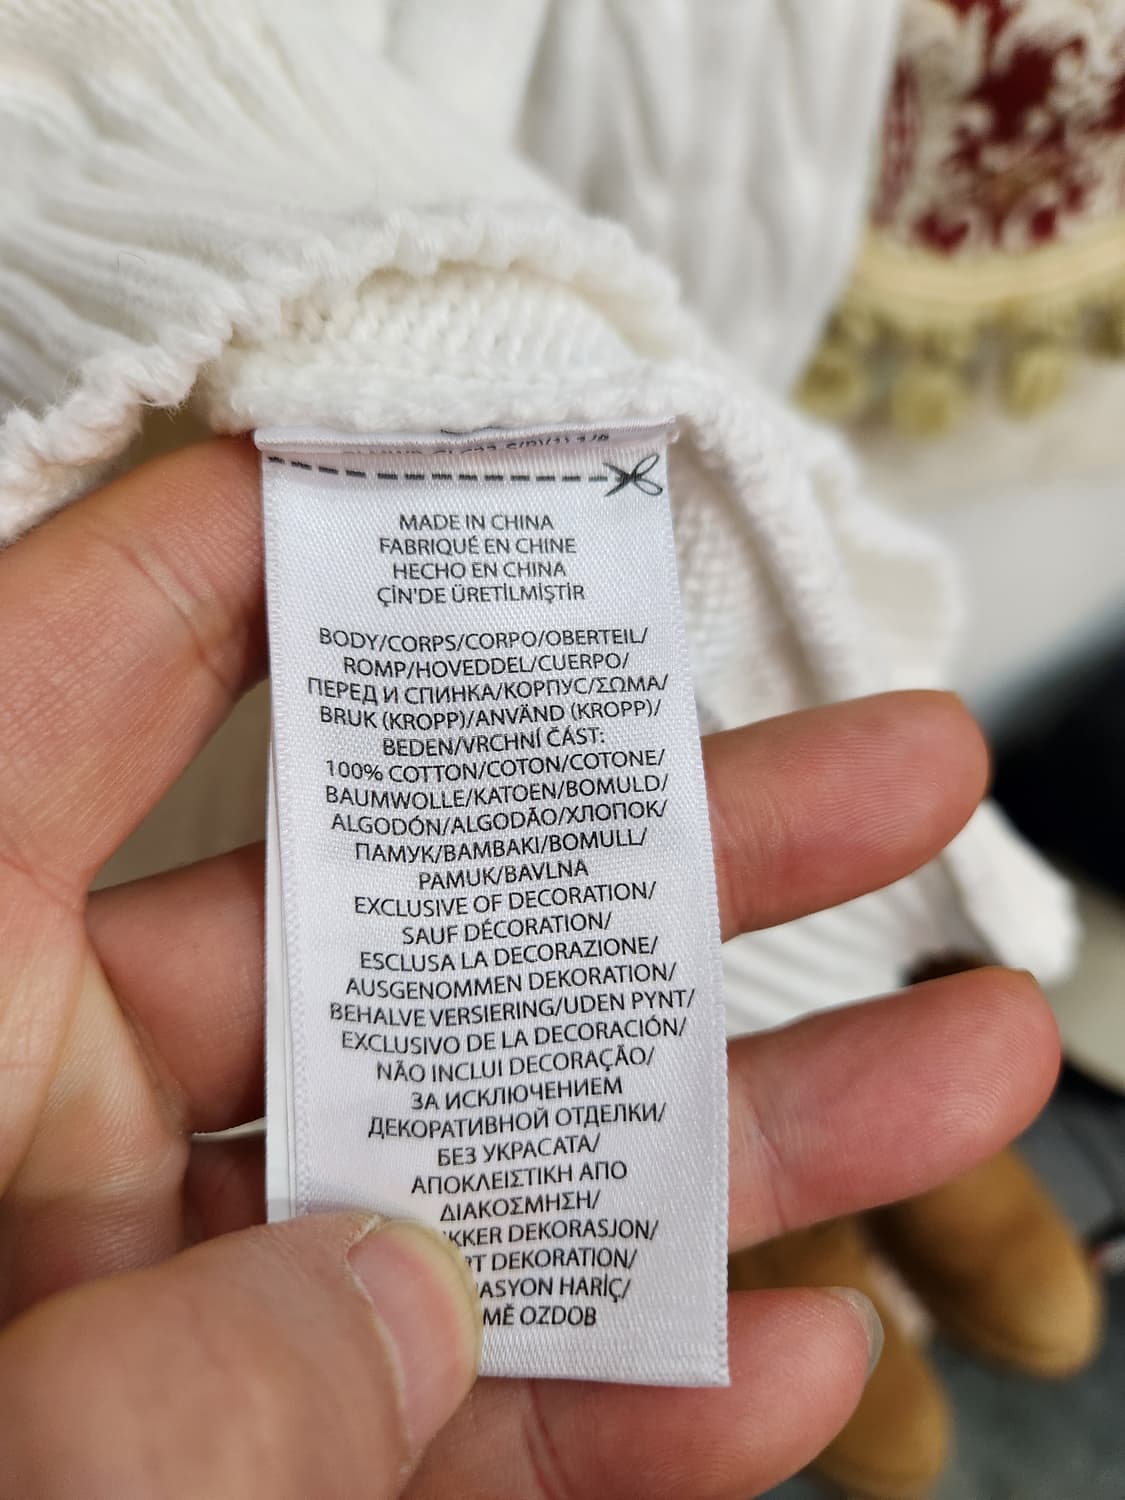 MADE IN CHINA
FABRIQUÉ EN CHINE
HECHO EN CHINA
ÇİN'DE ÜRETİLMİŞTİR
BODY/CORPS/CORPO/OBERTEIL/
ROMP/HOVEDDEL/CUERPO/
ПЕРЕД И СПИНКА/КОРПУС/ΣΩΜΑ/
BRUK (KROPP)/ANVÄND (KROPP)/
BEDEN/VRCHNÍ ČÁST:
100% COTTON/COTON/COTONE/
BAUMWOLLE/KATOEN/BOMULD/
ALGODÓN/ALGODÃO/ХЛОПОК/
ПАМУК/ΒΑΜΒΑΚΙ/BOMULL/
PAMUK/BAVLNA
EXCLUSIVE OF DECORATION/
SAUF DÉCORATION/
ESCLUSA LA DECORAZIONE/
AUSGENOMMEN DEKORATION/
BEHALVE VERSIERING/UDEN PYNT/
EXCLUSIVO DE LA DECORACIÓN/
NÃO INCLUI DECORAÇÃO/
ЗА ИСКЛЮЧЕНИЕМ
ДЕКОРАТИВНОЙ ОТДЕЛКИ/
БЕЗ УКРАСАТА/
ΑΠΟΚΛΕΙΣΤΙΚΗ ΑΠΟ
ΔΙΑΚΟΣΜΗΣΗ/
DEKORASJON/
DEKORATION/
HARİÇ/
OZDOB